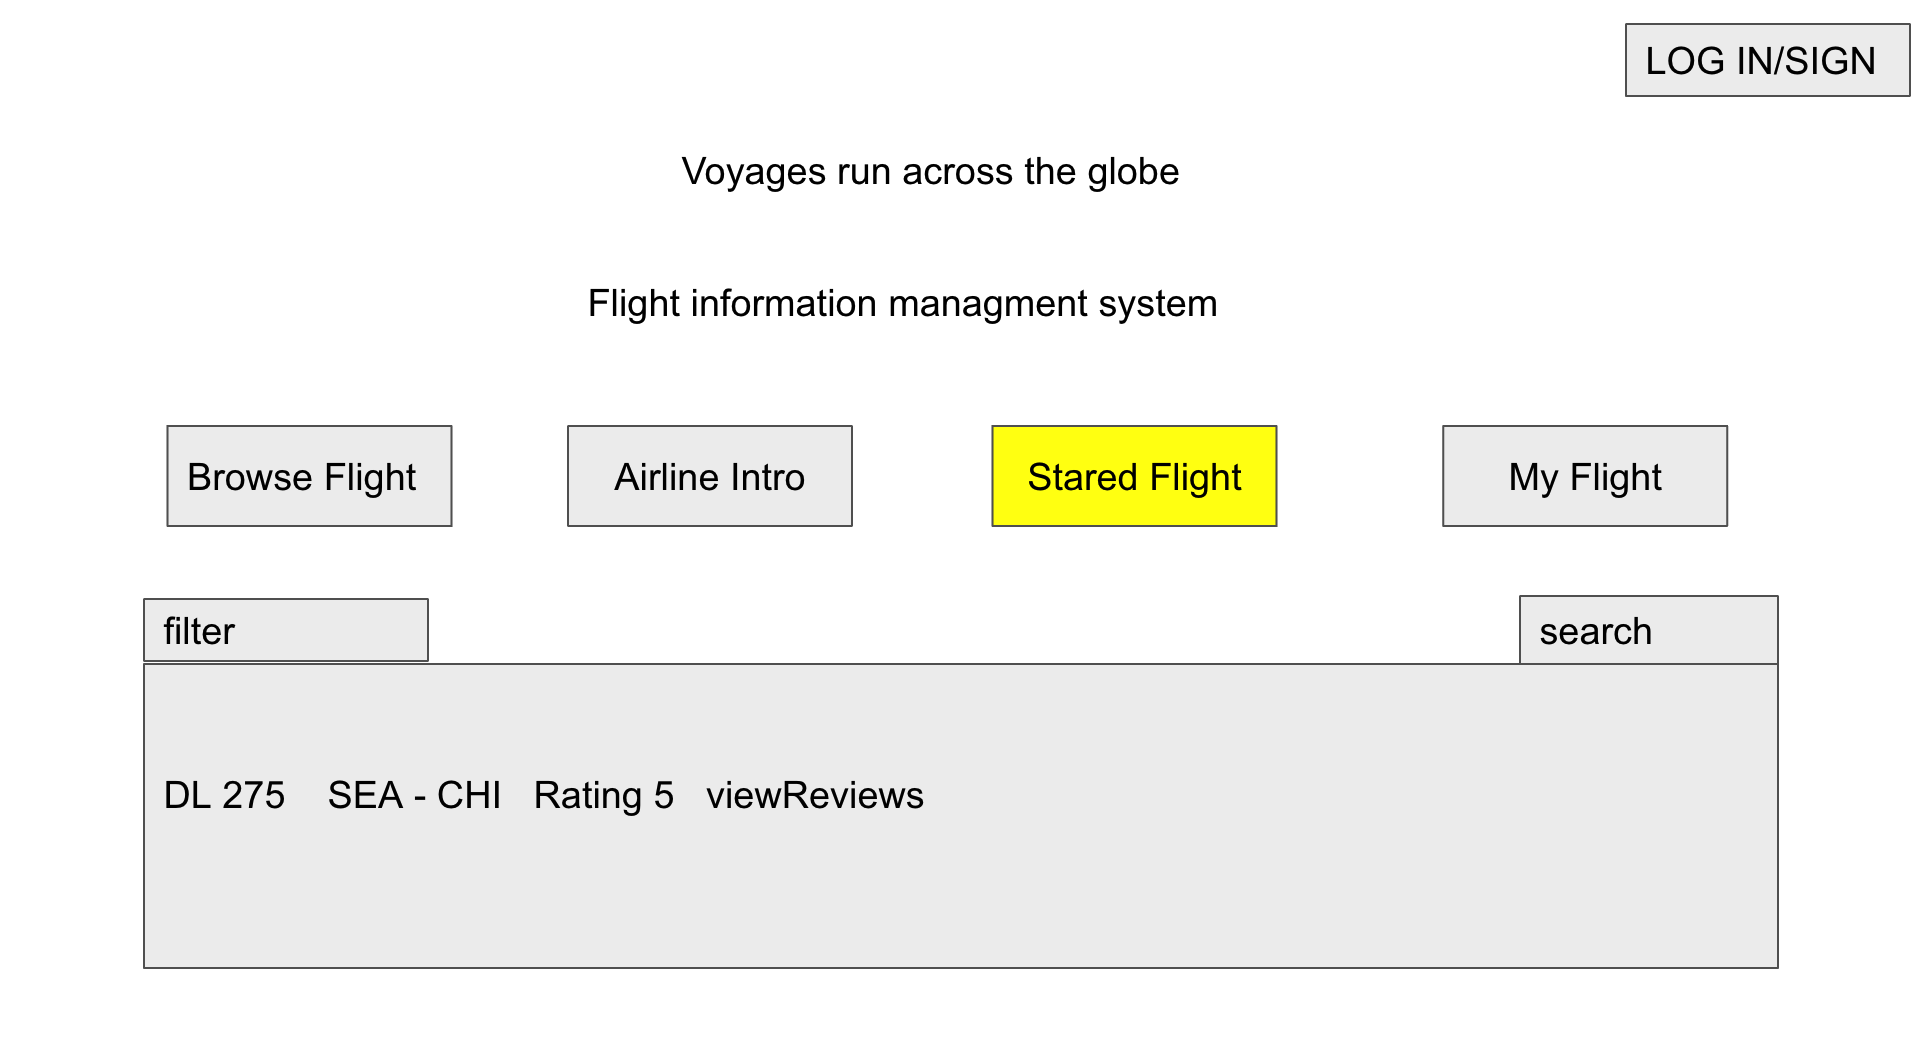 LOG IN/SIGN
Voyages run across the globe
Flight information managment system
Browse Flight
Airline Intro
Stared Flight
My Flight
filter
search
DL 275 SEA - CHI Rating 5 viewReviews